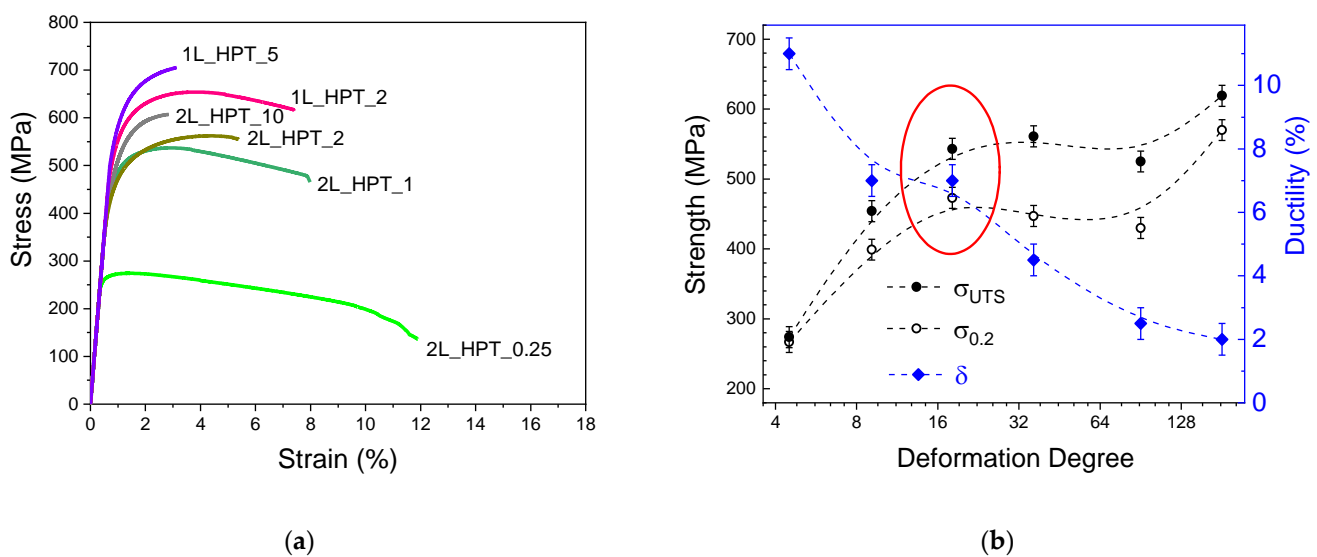 800
700
600
500
400
300
200
100
0
Stress (MPa)
1L_HPT_5
1L_HPT_2
2L_HPT_10
2L_HPT_2
2L_HPT_1
2L_HPT_0.25
0 2 4 6 8 10 12 14 16 18
Strain (%)
(a)
700
600
500
400
300
200
Strength (MPa)
σUTS
σ0.2
δ
10
8
6
4
2
0
Ductility (%)
4 8 16 32 64 128
Deformation Degree
(b)